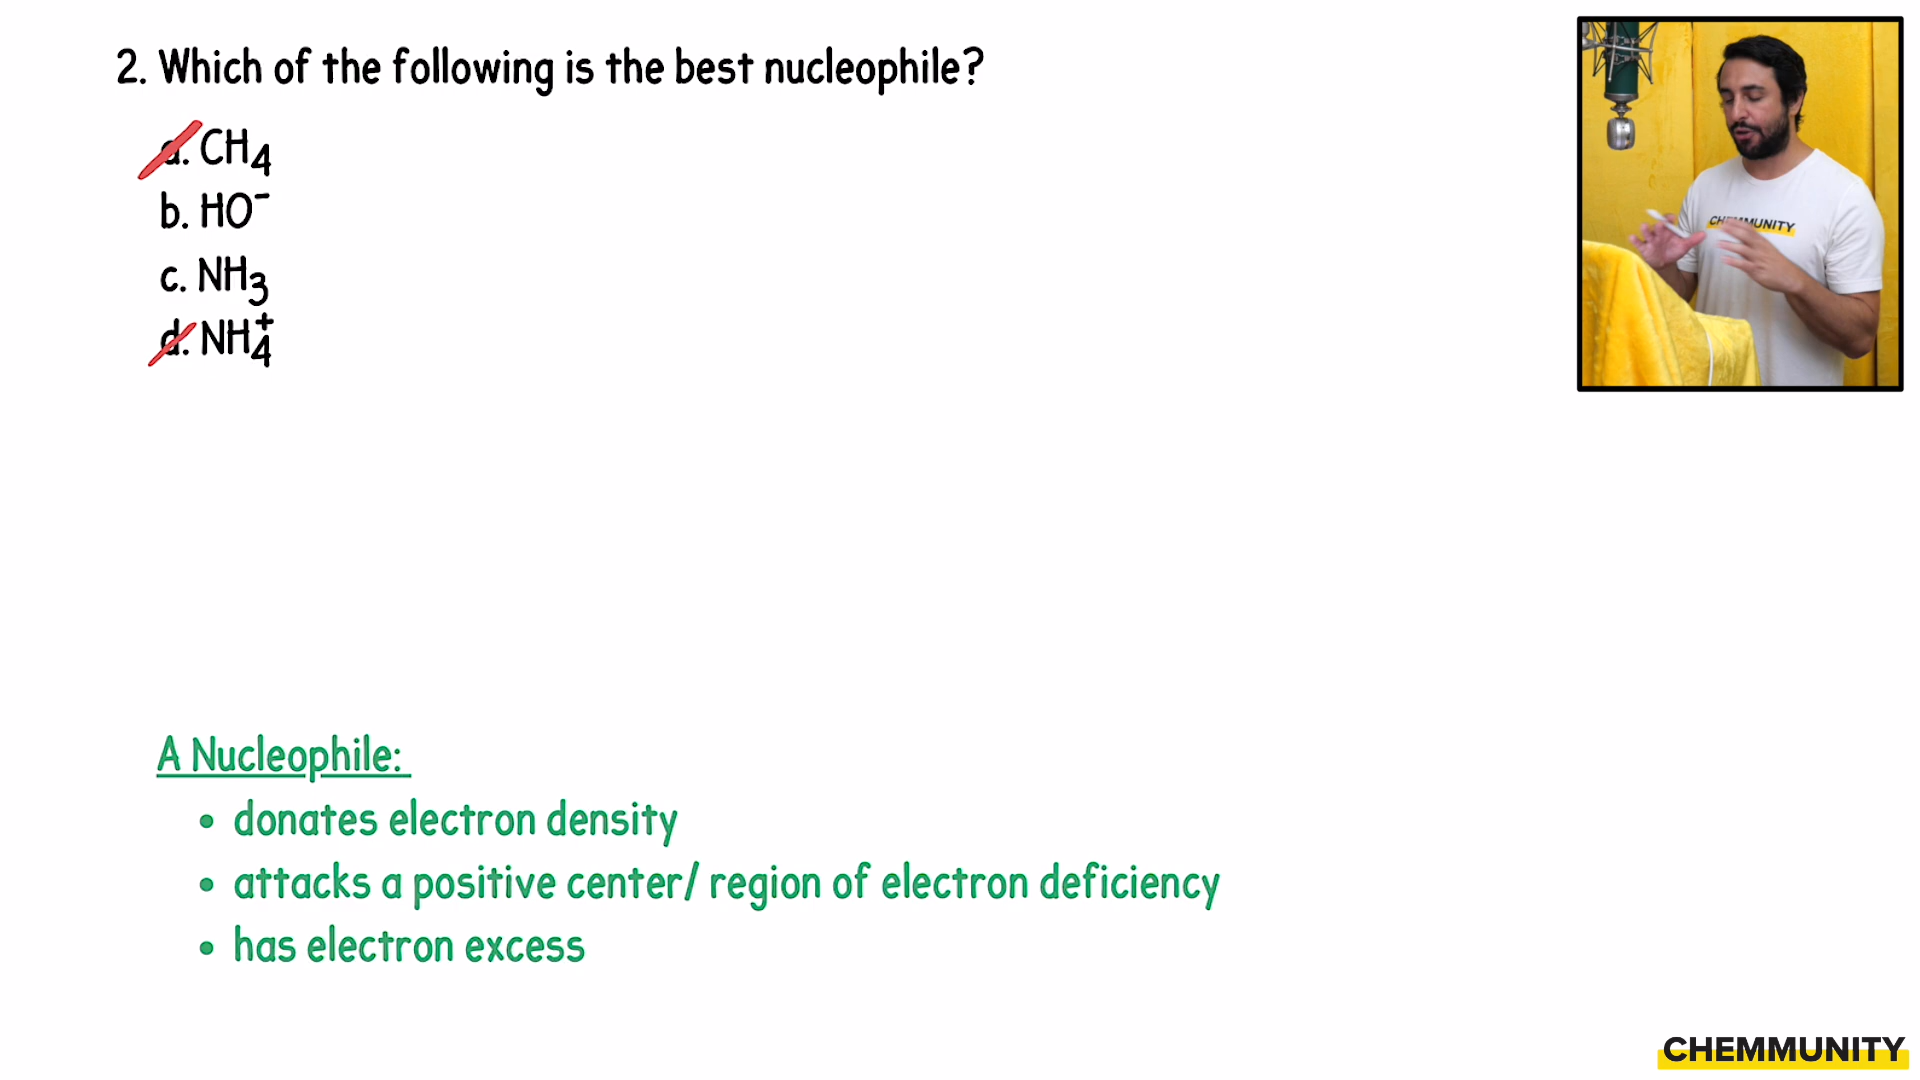 2. Which of the following is the best nucleophile?
a. CH₄
b. HO⁻
c. NH₃
d. NH₄⁺
CHEMMUNITY
A Nucleophile:
• donates electron density
• attacks a positive center/ region of electron deficiency
• has electron excess
CHEMMUNITY